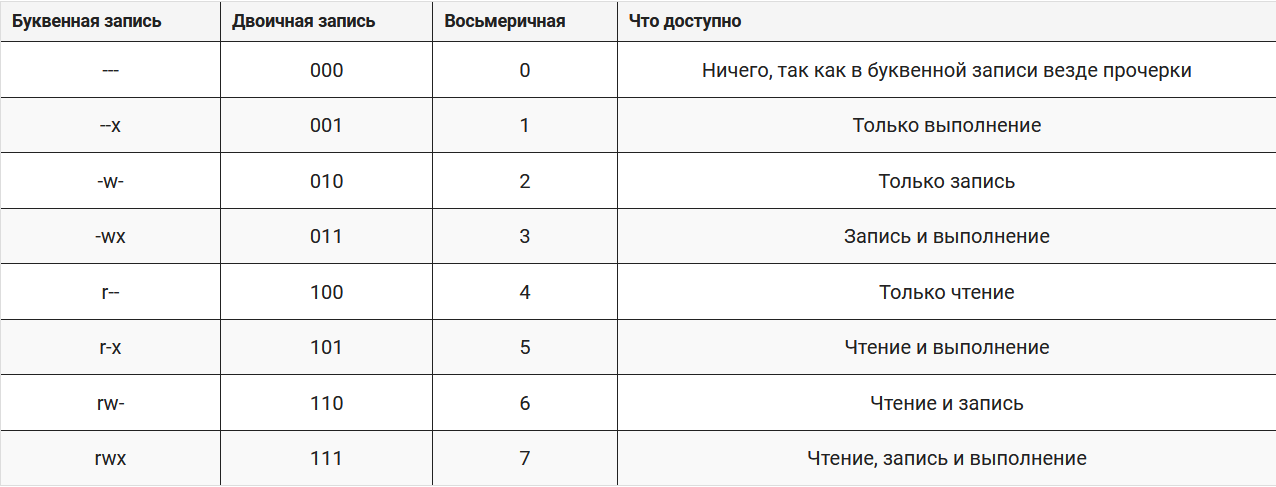 Буквенная запись Двоичная запись Восьмеричная Что доступно
--- 000 0 Ничего, так как в буквенной записи везде прочерки
--x 001 1 Только выполнение
-w- 010 2 Только запись
-wx 011 3 Запись и выполнение
r-- 100 4 Только чтение
r-x 101 5 Чтение и выполнение
rw- 110 6 Чтение и запись
rwx 111 7 Чтение, запись и выполнение